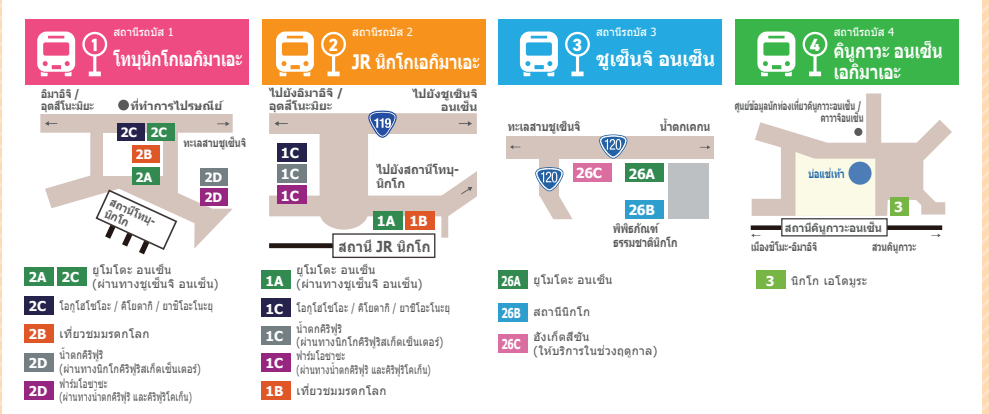 สถานีรถบัส 1
1
โทบุนิกโกเอกิมาเอะ
อิมาอิจิ /
อุตสึโนะมิยะ
ที่ทำการไปรษณีย์
2C 2C
ทะเลสาบชูเซ็นจิ
2B
2A
2D
2D
สถานีโทบุ-
นิกโก
2A 2C ยูโมโตะ อนเซ็น
(ผ่านทางชูเซ็นจิ อนเซ็น)
2C โอกุโฮโซโอะ / คิโยตากิ / ยาชิโอะโนะยุ
2B เที่ยวชมมรดกโลก
2D น้ำตกคิริฟุริ
(ผ่านทางนิกโกคิริฟุริสเก็ตเซ็นเตอร์)
2D ฟาร์มโอซาซะ
(ผ่านทางน้ำตกคิริฟุริ และคิริฟุริโคเก็น)
สถานีรถบัส 2
2
JR นิกโกเอกิมาเอะ
ไปยังอิมาอิจิ /
อุตสึโนะมิยะ
ไปยังชูเซ็นจิ
อนเซ็น
119
1C
1C
1C
ไปยังสถานีโทบุ-
นิกโก
1A 1B
สถานี JR นิกโก
1A ยูโมโตะ อนเซ็น
(ผ่านทางชูเซ็นจิ อนเซ็น)
1C โอกุโฮโซโอะ / คิโยตากิ / ยาชิโอะโนะยุ
1C น้ำตกคิริฟุริ
(ผ่านทางนิกโกคิริฟุริสเก็ตเซ็นเตอร์)
1C ฟาร์มโอซาซะ
(ผ่านทางน้ำตกคิริฟุริ และคิริฟุริโคเก็น)
1B เที่ยวชมมรดกโลก
สถานีรถบัส 3
3
ชูเซ็นจิ อนเซ็น
ทะเลสาบชูเซ็นจิ
น้ำตกเคกน
120
120
26C 26A
26B
พิพิธภัณฑ์
ธรรมชาตินิกโก
26A ยูโมโตะ อนเซ็น
26B สถานีนิกโก
26C ฮังเก็ตสึซัน
(ให้บริการในช่วงฤดูกาล)
สถานีรถบัส 4
4
คินูกาวะ อนเซ็น
เอกิมาเอะ
ศูนย์ข้อมูลนักท่องเที่ยวคินูกาวะอนเซ็น /
คาวาจิอนเซ็น
บ่อแช่เท้า
3
สถานีคินูกาวะอนเซ็น
เมืองชิโมะ-อิมาอิจิ
สวนคินูกาวะ
3 นิกโก เอโดมูระ